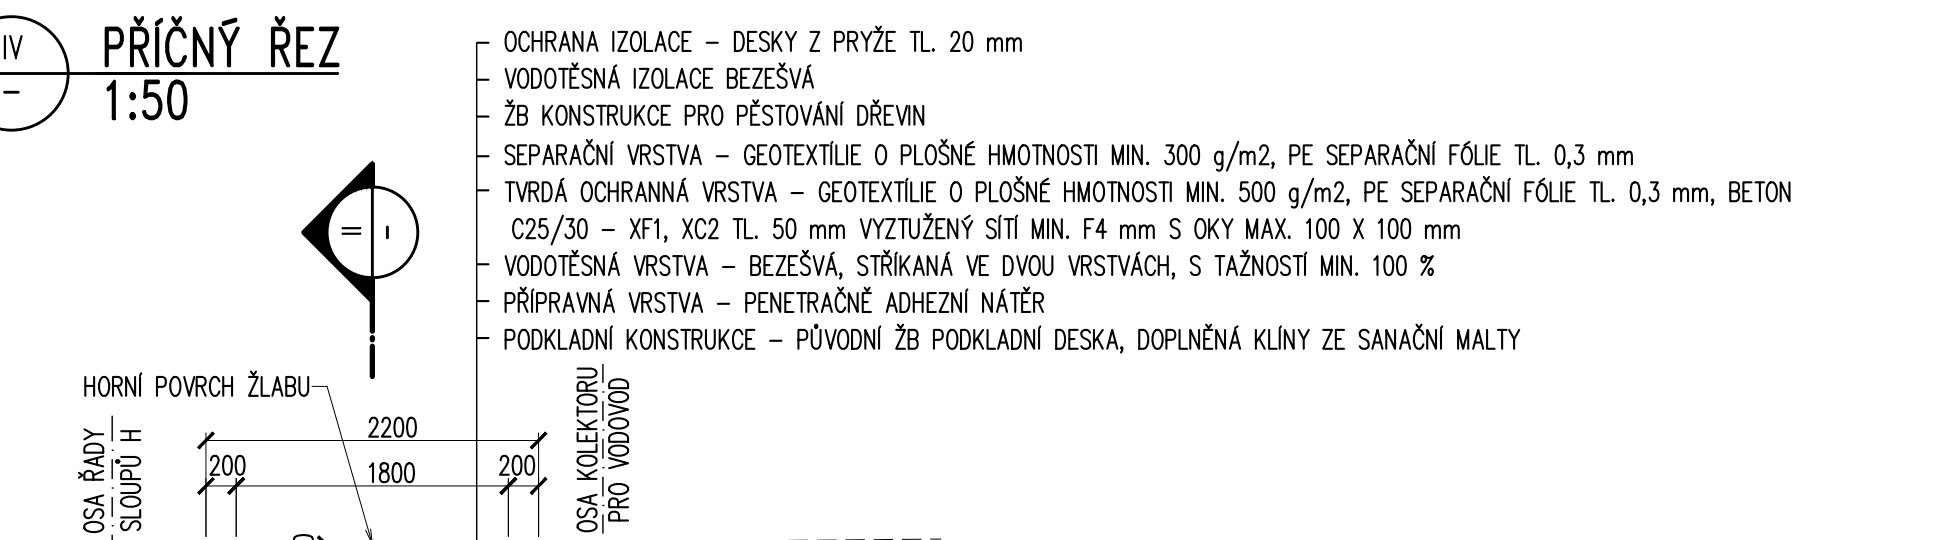 IV
–
PŘÍČNÝ ŘEZ
1:50
OCHRANA IZOLACE – DESKY Z PRYŽE TL. 20 mm
VODOTĚSNÁ IZOLACE BEZEŠVÁ
ŽB KONSTRUKCE PRO PĚSTOVÁNÍ DŘEVIN
SEPARAČNÍ VRSTVA – GEOTEXTÍLIE O PLOŠNÉ HMOTNOSTI MIN. 300 g/m2, PE SEPARAČNÍ FÓLIE TL. 0,3 mm
TVRDÁ OCHRANNÁ VRSTVA – GEOTEXTÍLIE O PLOŠNÉ HMOTNOSTI MIN. 500 g/m2, PE SEPARAČNÍ FÓLIE TL. 0,3 mm, BETON
C25/30 – XF1, XC2 TL. 50 mm VYZTUŽENÝ SÍTÍ MIN. F4 mm S OKY MAX. 100 X 100 mm
VODOTĚSNÁ VRSTVA – BEZEŠVÁ, STŘÍKANÁ VE DVOU VRSTVÁCH, S TAŽNOSTÍ MIN. 100 %
PŘÍPRAVNÁ VRSTVA – PENETRAČNĚ ADHEZNÍ NÁTĚR
PODKLADNÍ KONSTRUKCE – PŮVODNÍ ŽB PODKLADNÍ DESKA, DOPLNĚNÁ KLÍNY ZE SANAČNÍ MALTY
II
–
HORNÍ POVRCH ŽLABU
OSA ŘADY
SLOUPŮ H
2200
200
1800
200
OSA KOLEKTORU
PRO VODOVOD